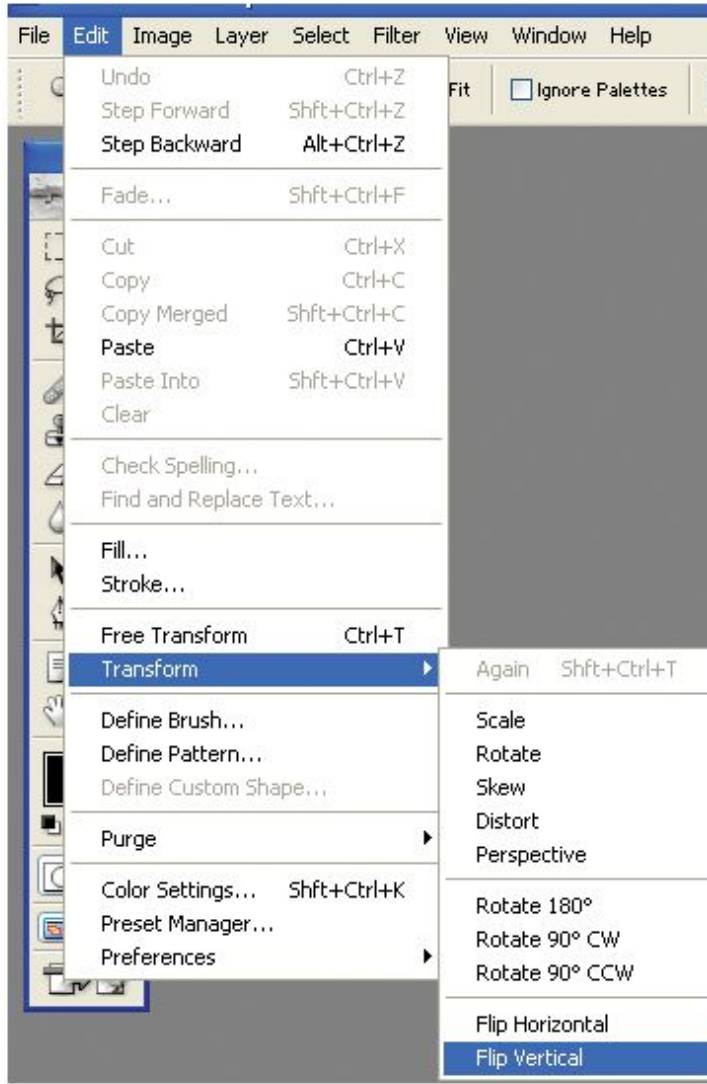 File Edit Image Layer Select Filter View Window Help
Fit Ignore Palettes
Undo Ctrl+Z
Step Forward Shft+Ctrl+Z
Step Backward Alt+Ctrl+Z
Fade... Shft+Ctrl+F
Cut Ctrl+X
Copy Ctrl+C
Copy Merged Shft+Ctrl+C
Paste Ctrl+V
Paste Into Shft+Ctrl+V
Clear
Check Spelling...
Find and Replace Text...
Fill...
Stroke...
Free Transform Ctrl+T
Transform
Define Brush...
Define Pattern...
Define Custom Shape...
Purge
Color Settings... Shft+Ctrl+K
Preset Manager...
Preferences
Again Shft+Ctrl+T
Scale
Rotate
Skew
Distort
Perspective
Rotate 180°
Rotate 90° CW
Rotate 90° CCW
Flip Horizontal
Flip Vertical